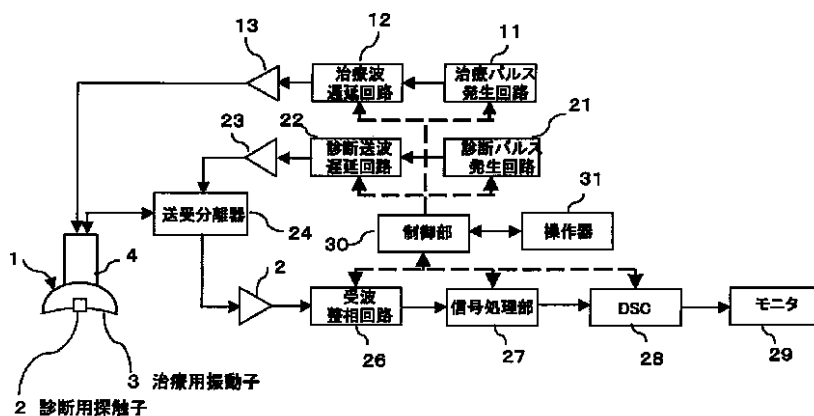 13
12
11
治療波
遅延回路
治療パルス
発生回路
23
22
21
診断送波
遅延回路
診断パルス
発生回路
31
送受分離器
24
30
制御部
操作器
1
4
2
受波
整相回路
信号処理部
DSC
モニタ
26
27
28
29
3 治療用振動子
2 診断用探触子